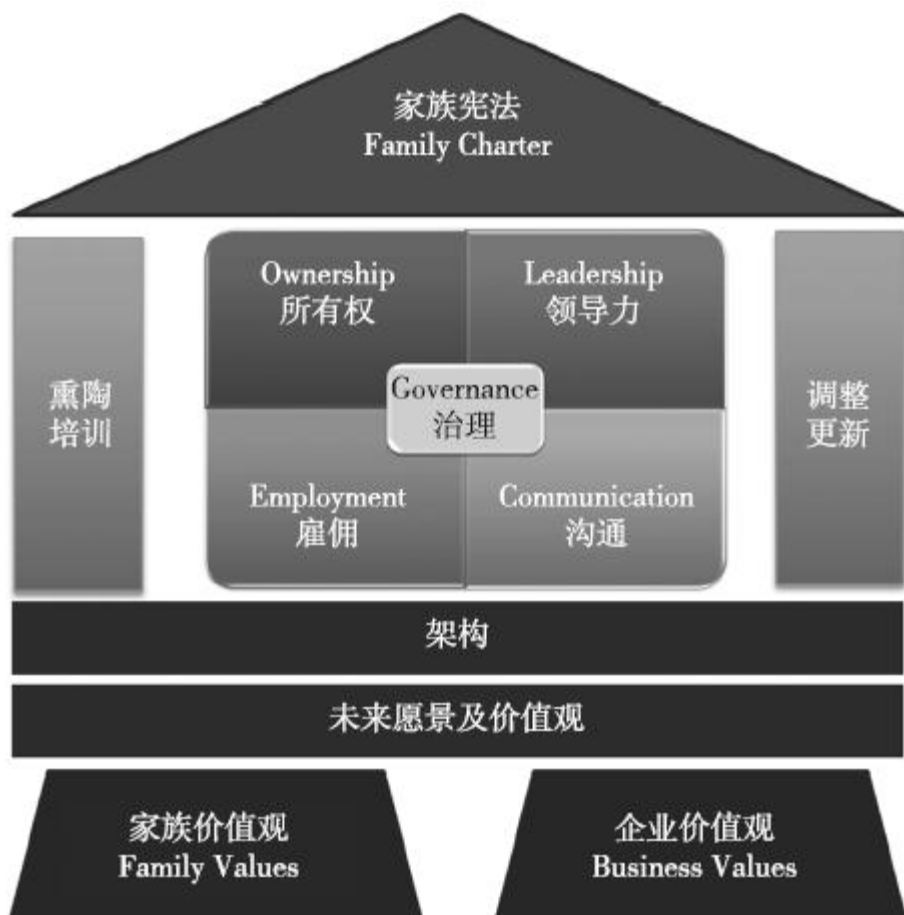 家族宪法
Family Charter
熏陶
培训
Ownership
所有权
Leadership
领导力
Governance
治理
Employment
雇佣
Communication
沟通
调整
更新
架构
未来愿景及价值观
家族价值观
Family Values
企业价值观
Business Values